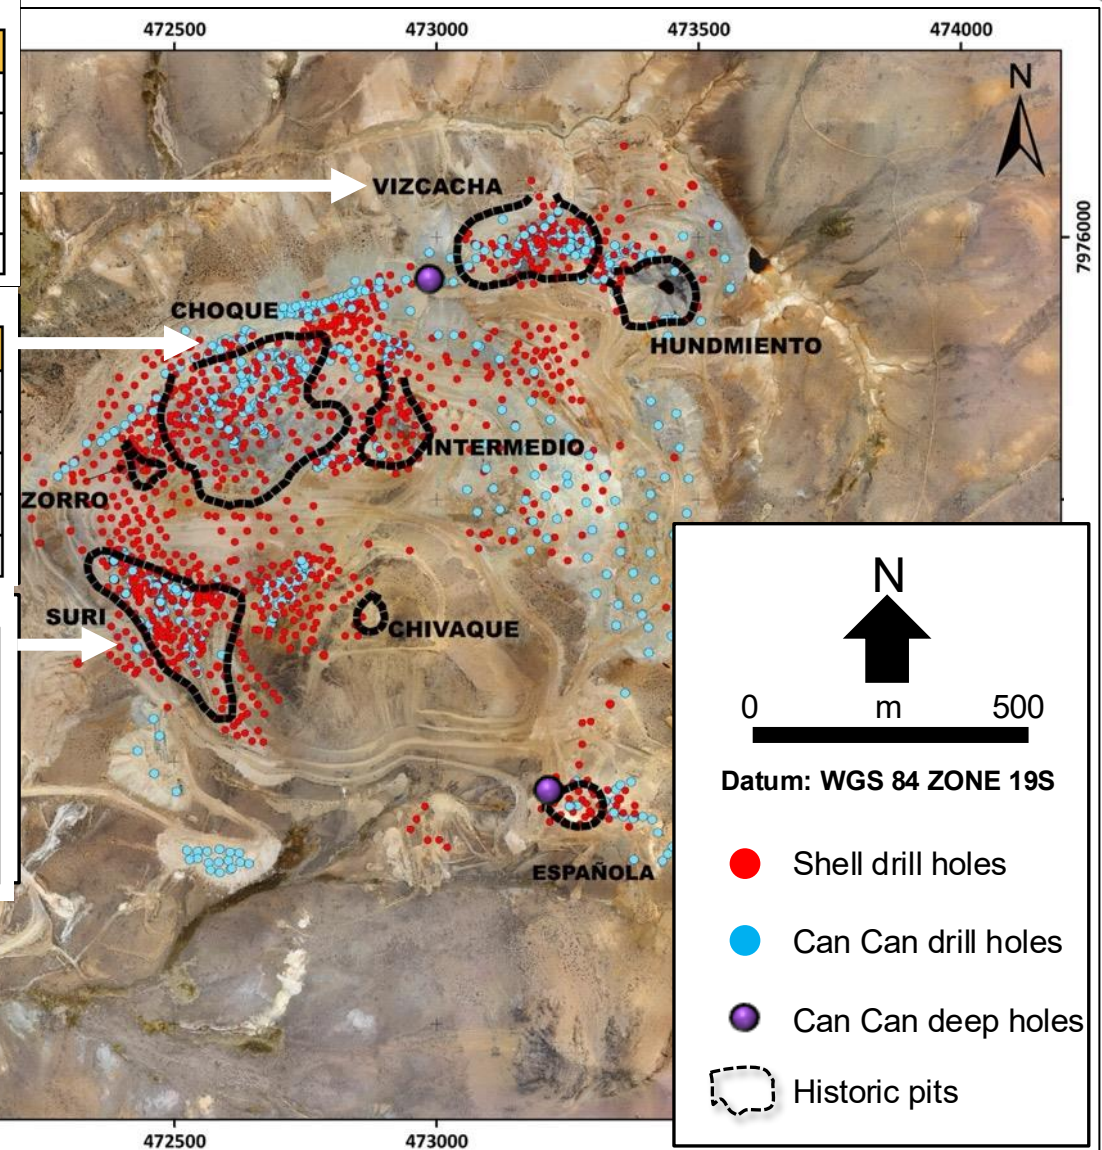 472500
473000
473500
474000
N
7976000
VIZCACHA
CHOQUE
HUNDMIENTO
INTERMEDIO
ZORRO
SURI
CHIVAQUE
ESPAÑOLA
N
0 m 500
Datum: WGS 84 ZONE 19S
Shell drill holes
Can Can drill holes
Can Can deep holes
Historic pits
472500
473000